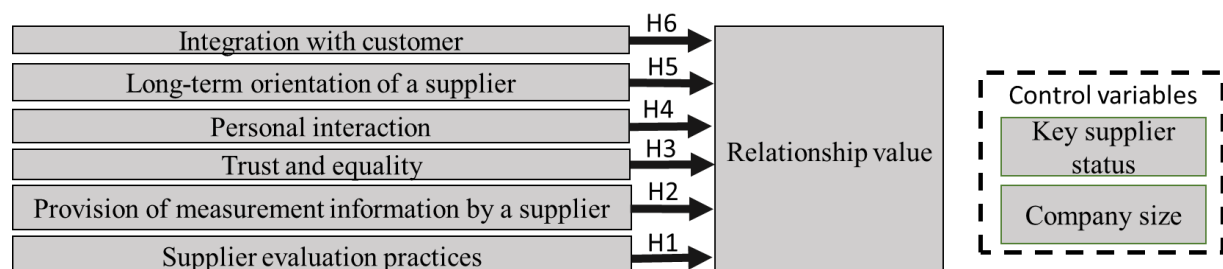 Integration with customer
H6
Long-term orientation of a supplier
H5
Personal interaction
H4
Trust and equality
H3
Provision of measurement information by a supplier
H2
Supplier evaluation practices
H1
Relationship value
Control variables
Key supplier
status
Company size